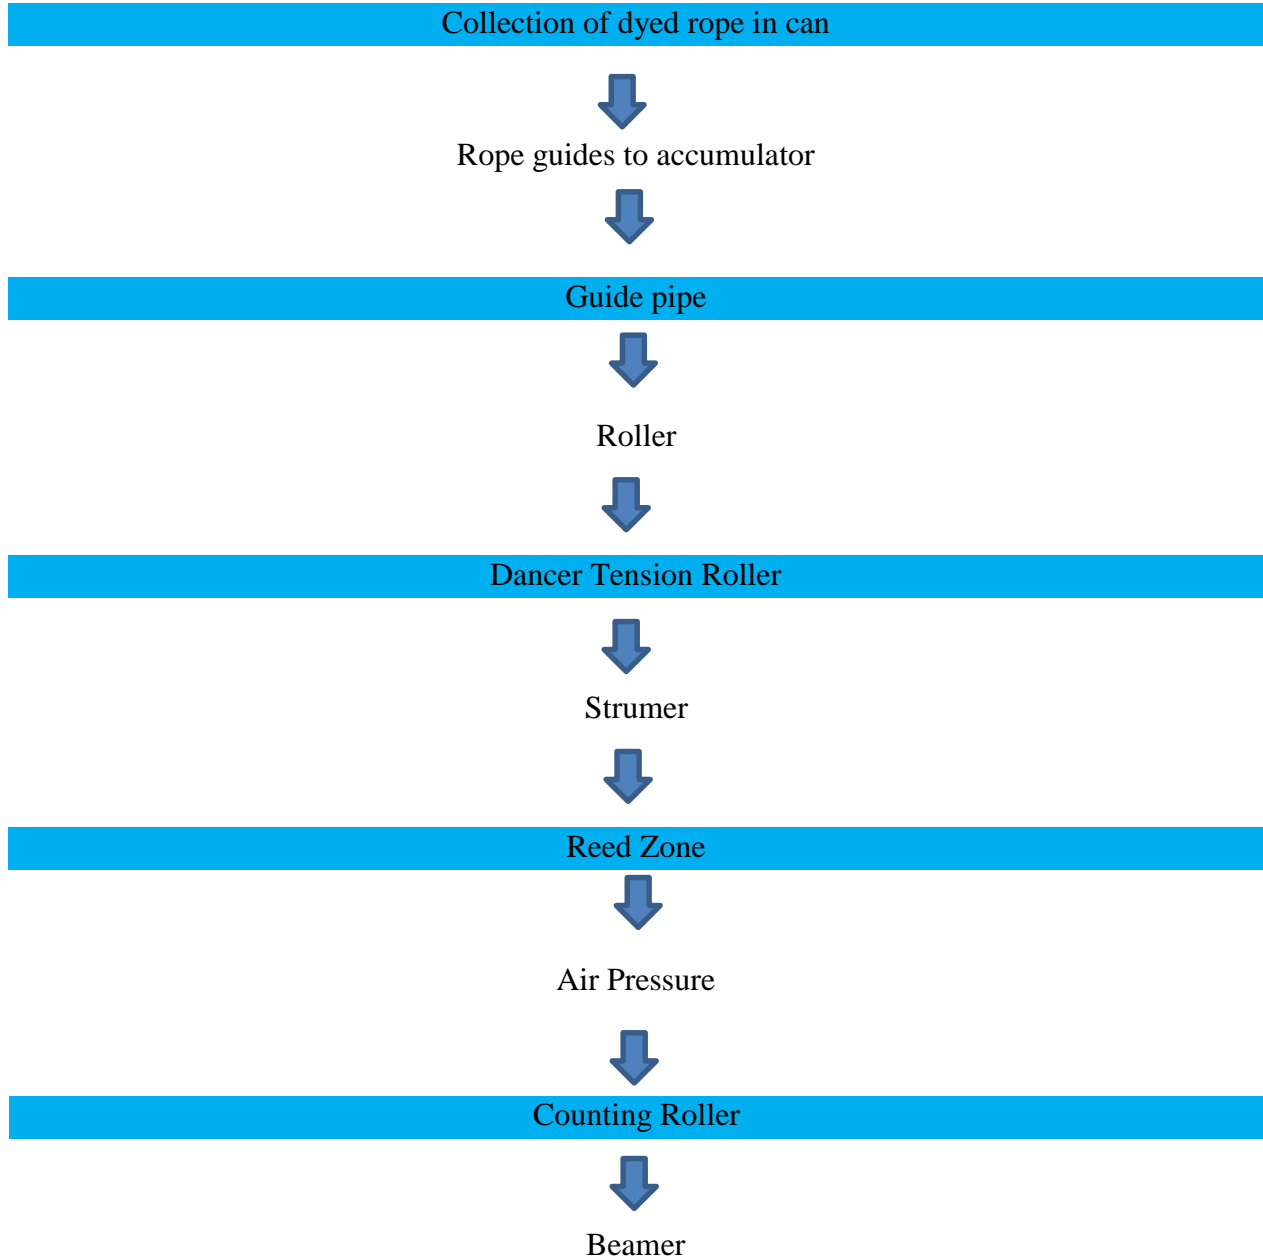 Collection of dyed rope in can
Rope guides to accumulator
Guide pipe
Roller
Dancer Tension Roller
Strumer
Reed Zone
Air Pressure
Counting Roller
Beamer